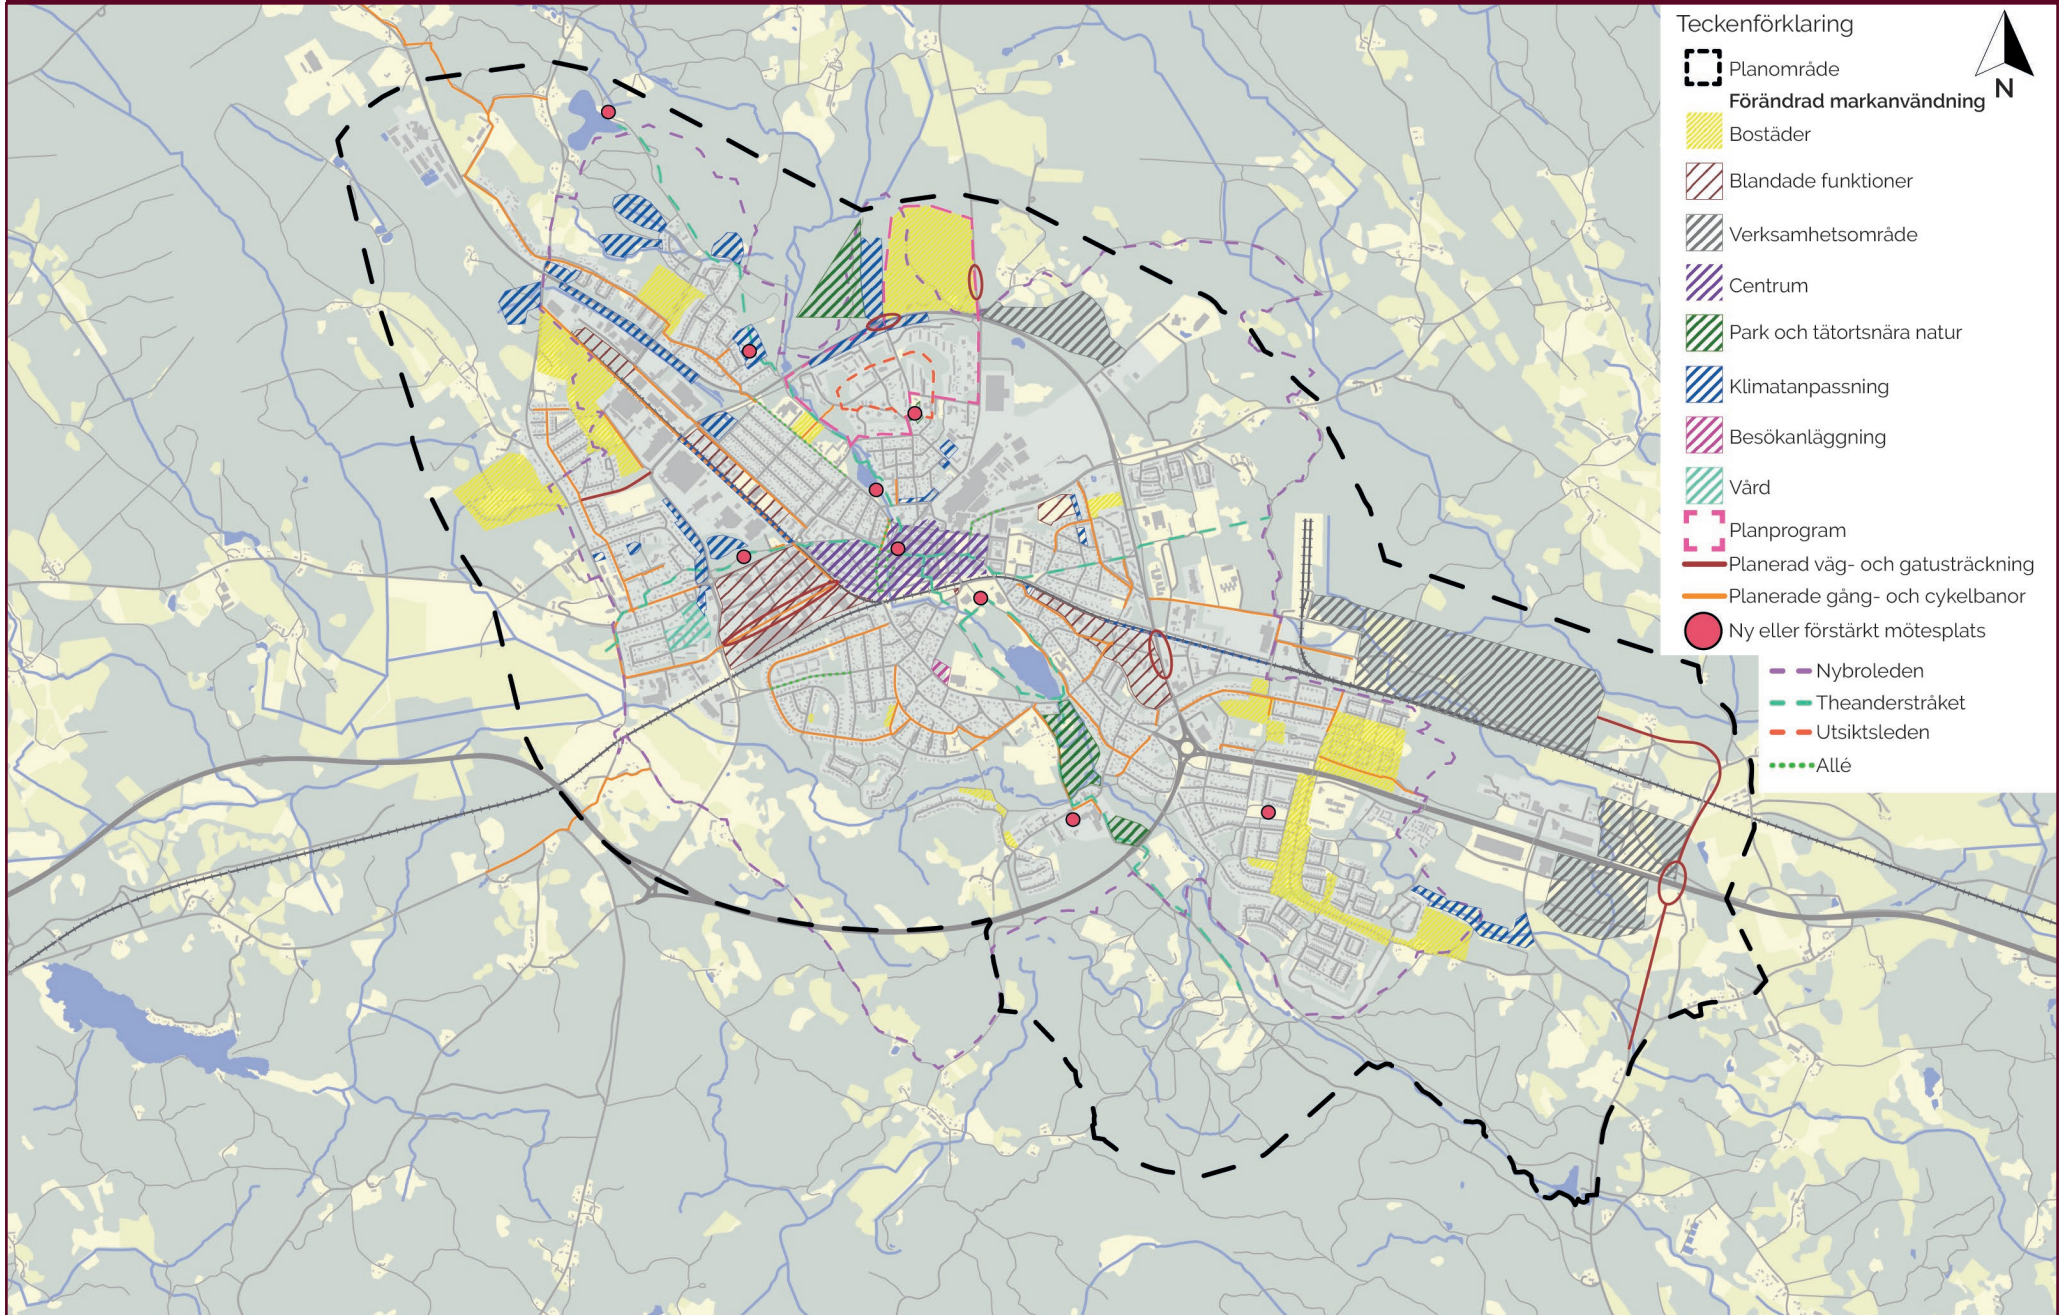 Teckenförklaring
Planområde
Förändrad markanvändning
N
Bostäder
Blandade funktioner
Verksamhetsområde
Centrum
Park och tätortsnära natur
Klimatanpassning
Besökanläggning
Vård
Planprogram
Planerad väg- och gatusträckning
Planerade gång- och cykelbanor
Ny eller förstärkt mötesplats
Nybroleden
Theanderstråket
Utsiktsleden
Allé